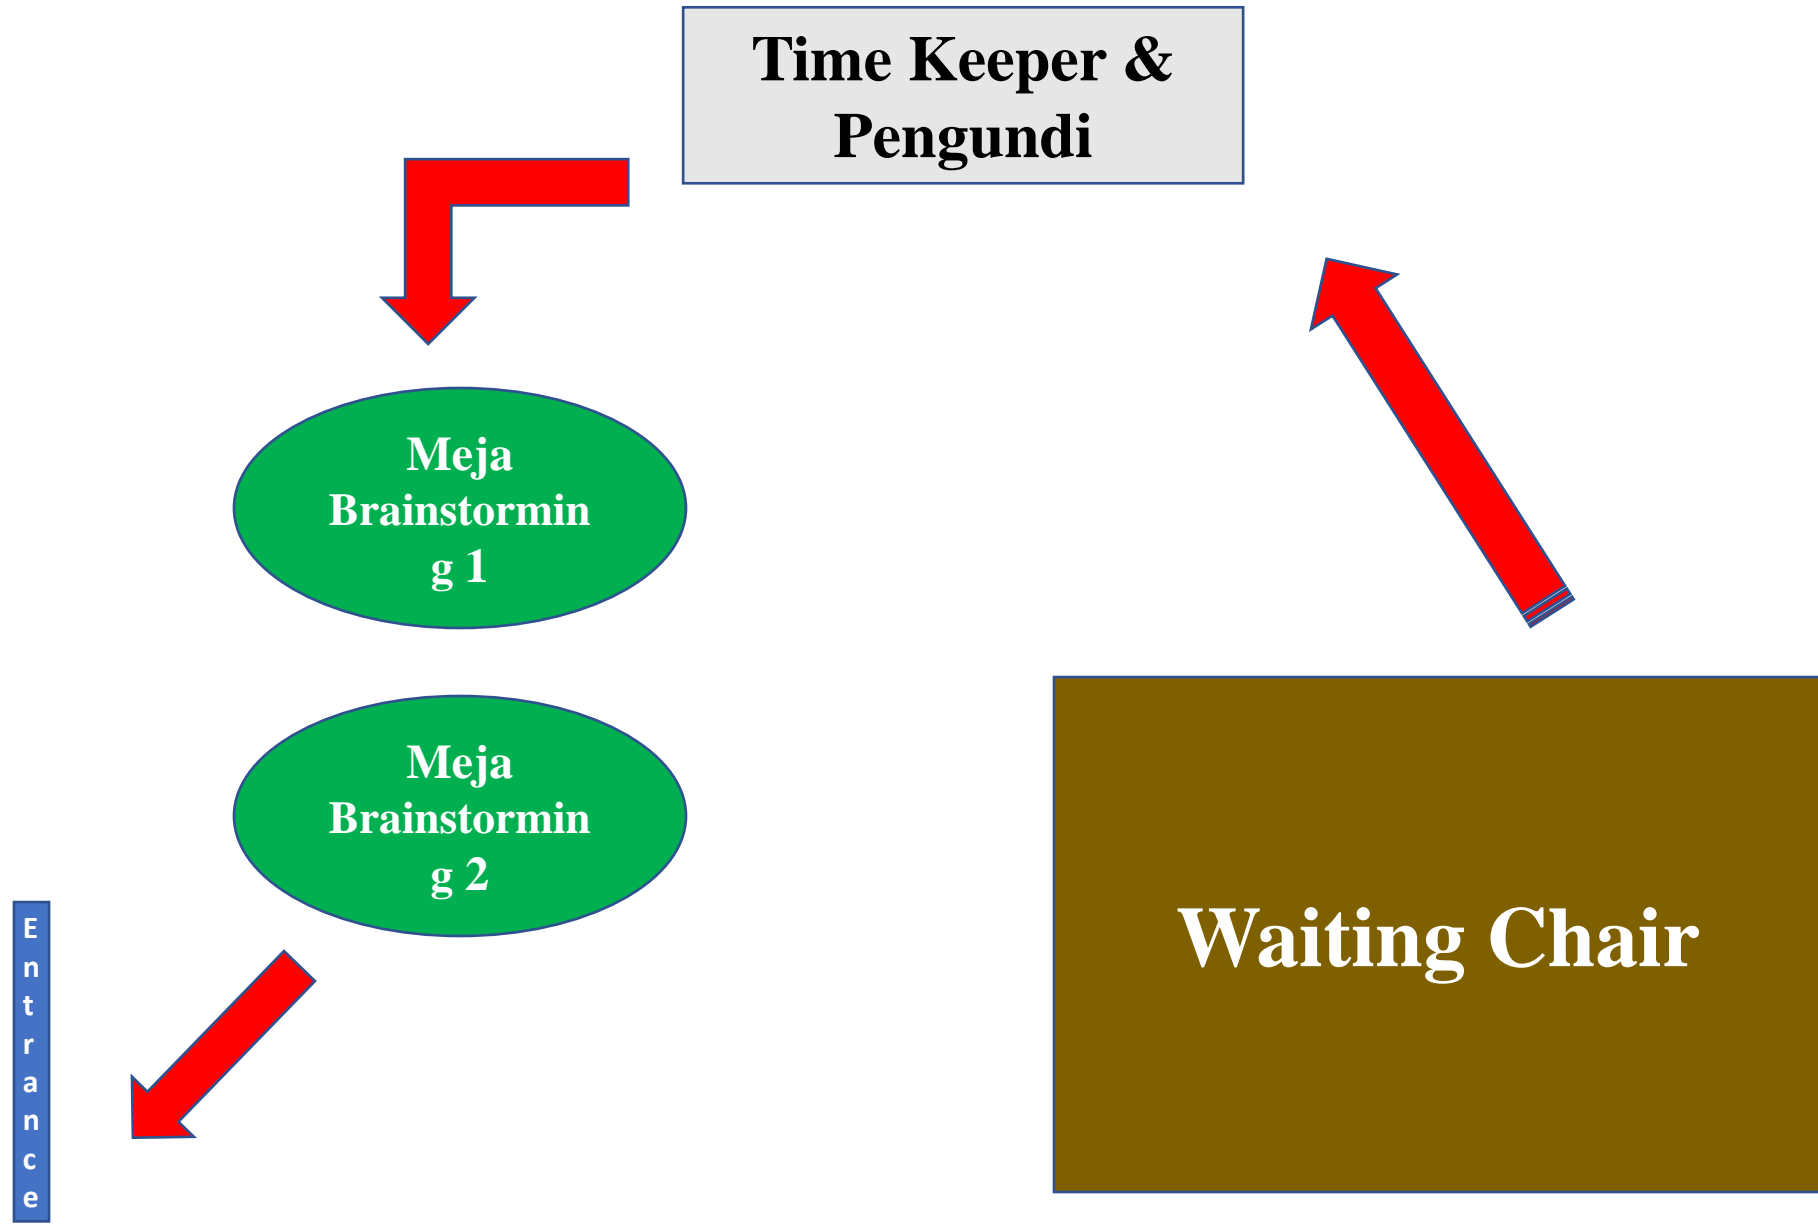 Time Keeper &
Pengundi
Meja
Brainstormin
g 1
Meja
Brainstormin
g 2
Waiting Chair
E
n
t
r
a
n
c
e